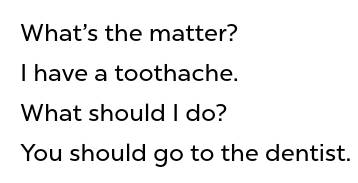 What’s the matter?
I have a toothache.
What should I do?
You should go to the dentist.